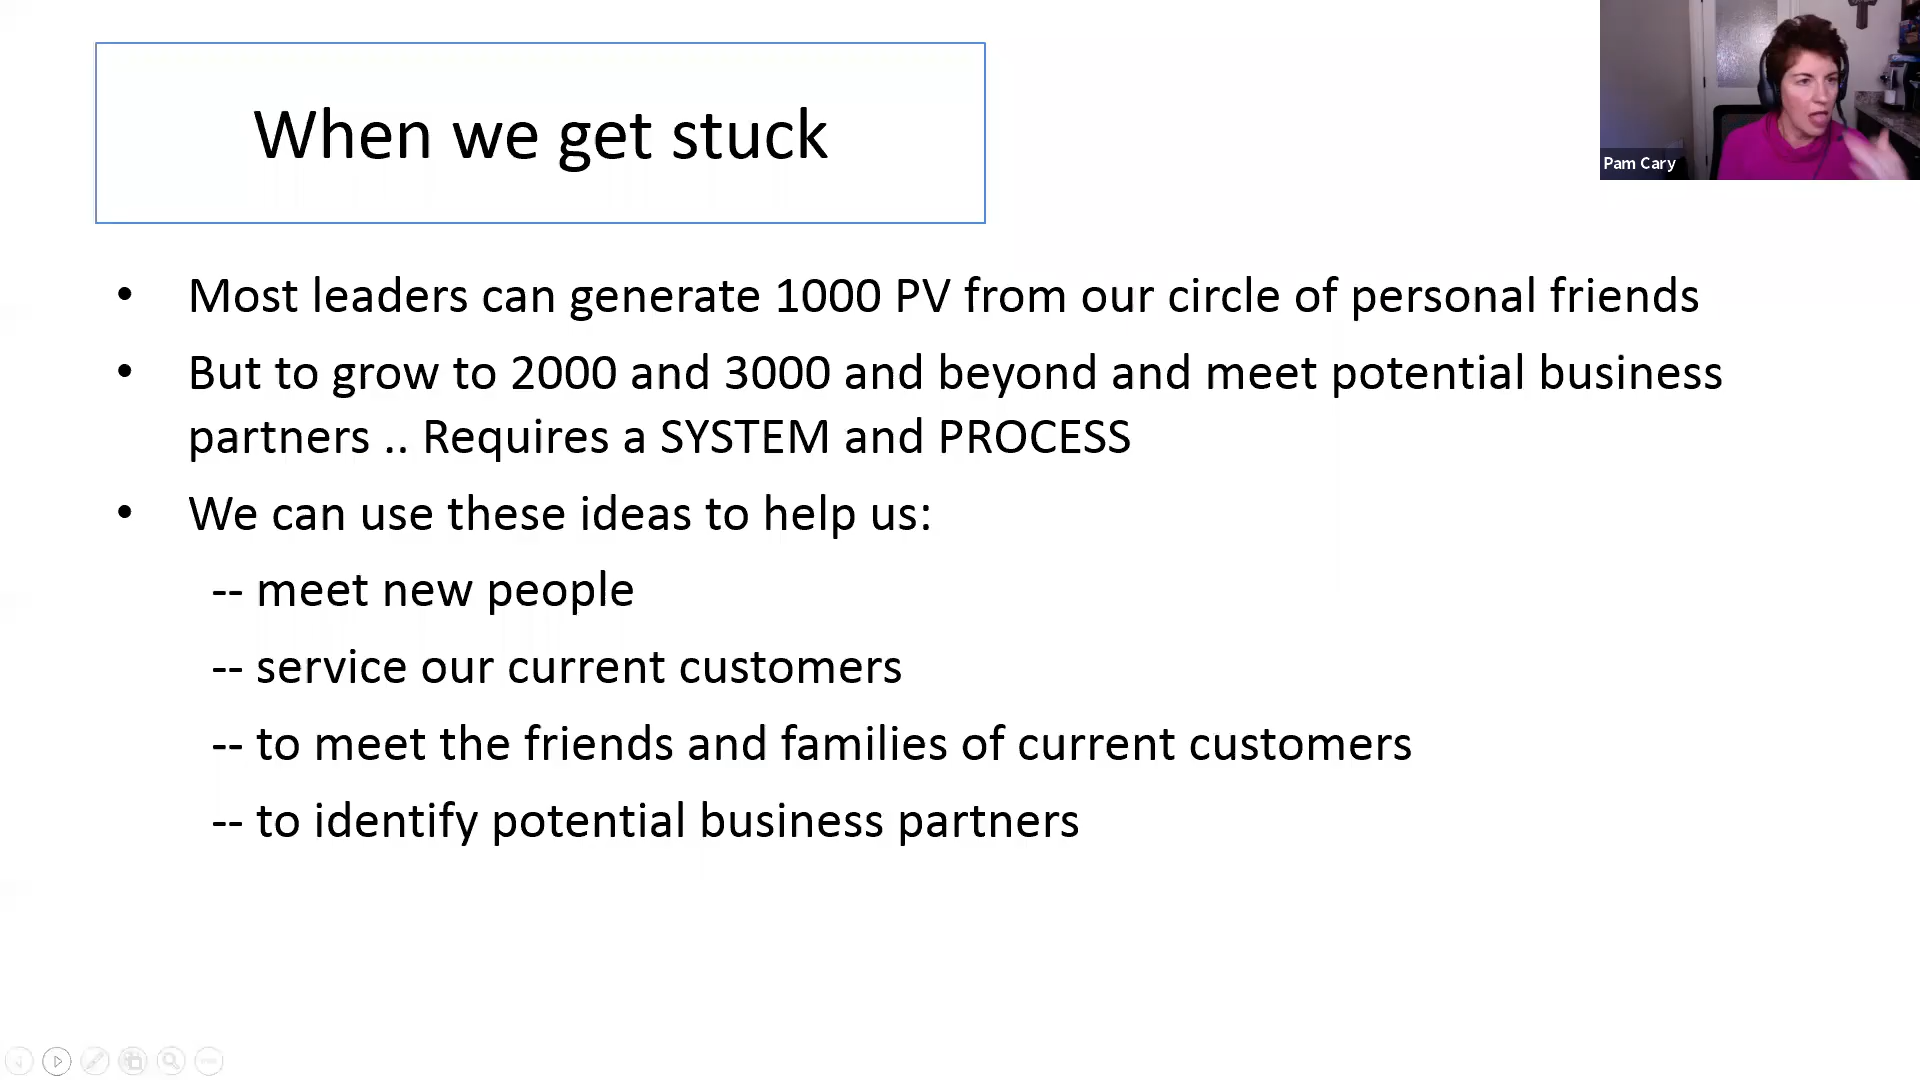 When we get stuck
Pam Cary
• Most leaders can generate 1000 PV from our circle of personal friends
• But to grow to 2000 and 3000 and beyond and meet potential business
partners .. Requires a SYSTEM and PROCESS
• We can use these ideas to help us:
-- meet new people
-- service our current customers
-- to meet the friends and families of current customers
-- to identify potential business partners